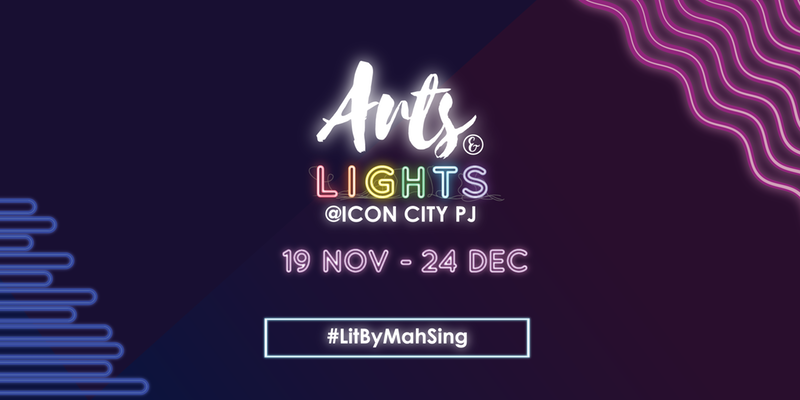 Arts &
LIGHTS
@ICON CITY PJ
19 NOV - 24 DEC
#LitByMahSing